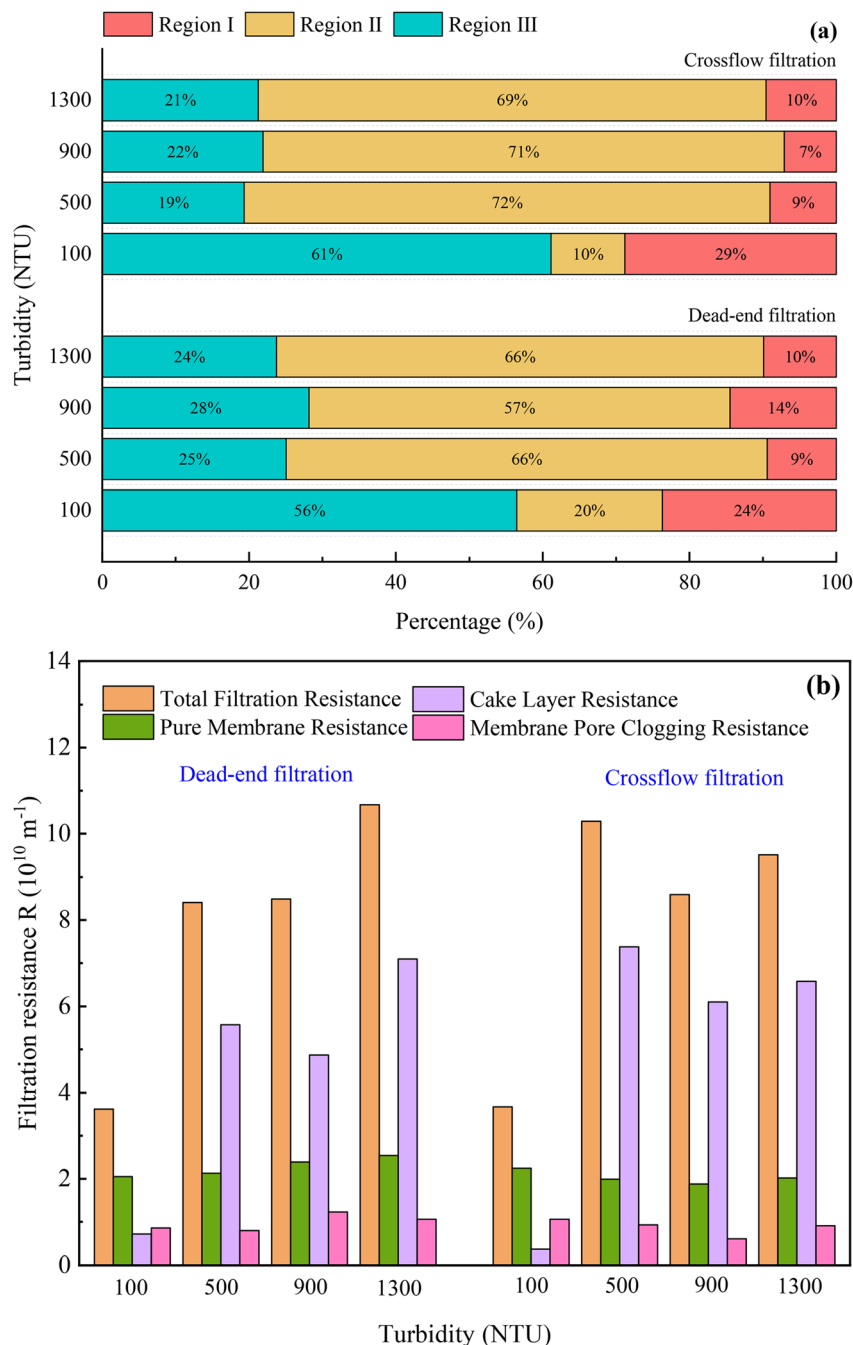 Region I Region II Region III (a)
Crossflow filtration
1300 21% 69% 10%
900 22% 71% 7%
500 19% 72% 9%
100 61% 10% 29%
Dead-end filtration
1300 24% 66% 10%
900 28% 57% 14%
500 25% 66% 9%
100 56% 20% 24%
Turbidity (NTU)
0 20 40 60 80 100
Percentage (%)
(b)
Total Filtration Resistance Cake Layer Resistance
Pure Membrane Resistance Membrane Pore Clogging Resistance
Dead-end filtration Crossflow filtration
14
12
10
8
6
4
2
0
Filtration resistance R (10¹⁰ m⁻¹)
100 500 900 1300 100 500 900 1300
Turbidity (NTU)